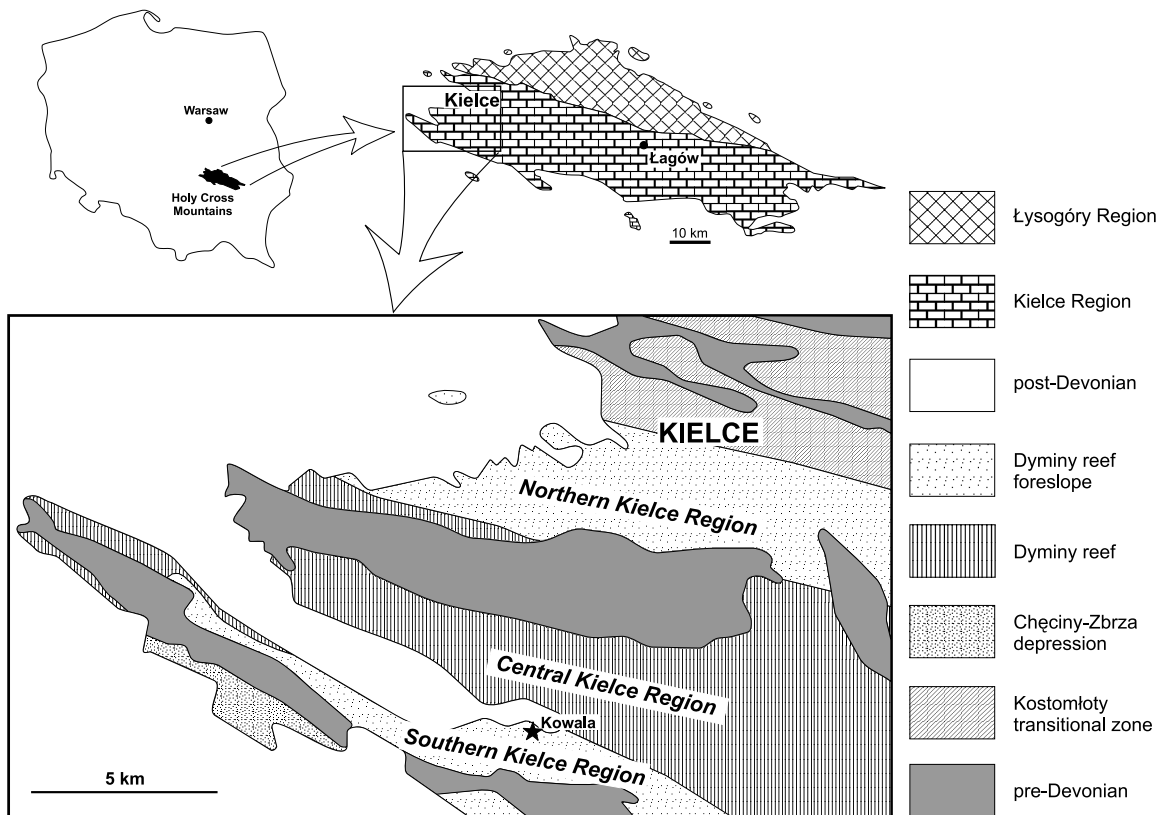 Warsaw
Holy Cross
Mountains
Kielce
Łagów
10 km
Łysogóry Region
Kielce Region
post-Devonian
Dyminy reef
foreslope
Dyminy reef
Chęciny-Zbrza
depression
Kostomłoty
transitional zone
pre-Devonian
KIELCE
Northern Kielce Region
Central Kielce Region
Kowala
Southern Kielce Region
5 km